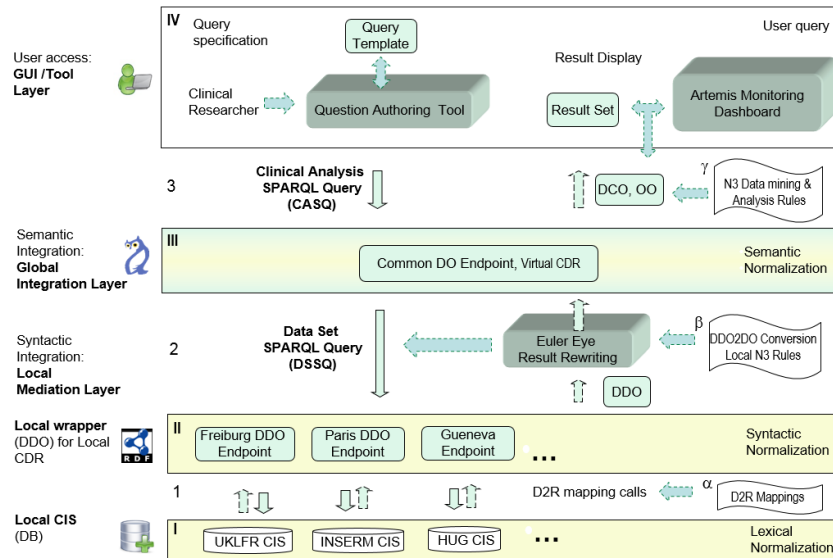 IV
Query
specification
Query
Template
User query
User access:
GUI /Tool
Layer
Result Display
Clinical
Researcher
Question Authoring Tool
Result Set
Artemis Monitoring
Dashboard
3
Clinical Analysis
SPARQL Query
(CASQ)
DCO, OO
γ
N3 Data mining &
Analysis Rules
Semantic
Integration:
Global
Integration Layer
III
Common DO Endpoint, Virtual CDR
Semantic
Normalization
Syntactic
Integration:
Local
Mediation Layer
2
Data Set
SPARQL Query
(DSSQ)
Euler Eye
Result Rewriting
β
DDO2DO Conversion
Local N3 Rules
DDO
Local wrapper
(DDO) for Local
CDR
RDF
II
Freiburg DDO
Endpoint
Paris DDO
Endpoint
Gueneva
Endpoint
...
Syntactic
Normalization
1
D2R mapping calls
α
D2R Mappings
Local CIS
(DB)
I
UKLFR CIS
INSERM CIS
HUG CIS
...
Lexical
Normalization